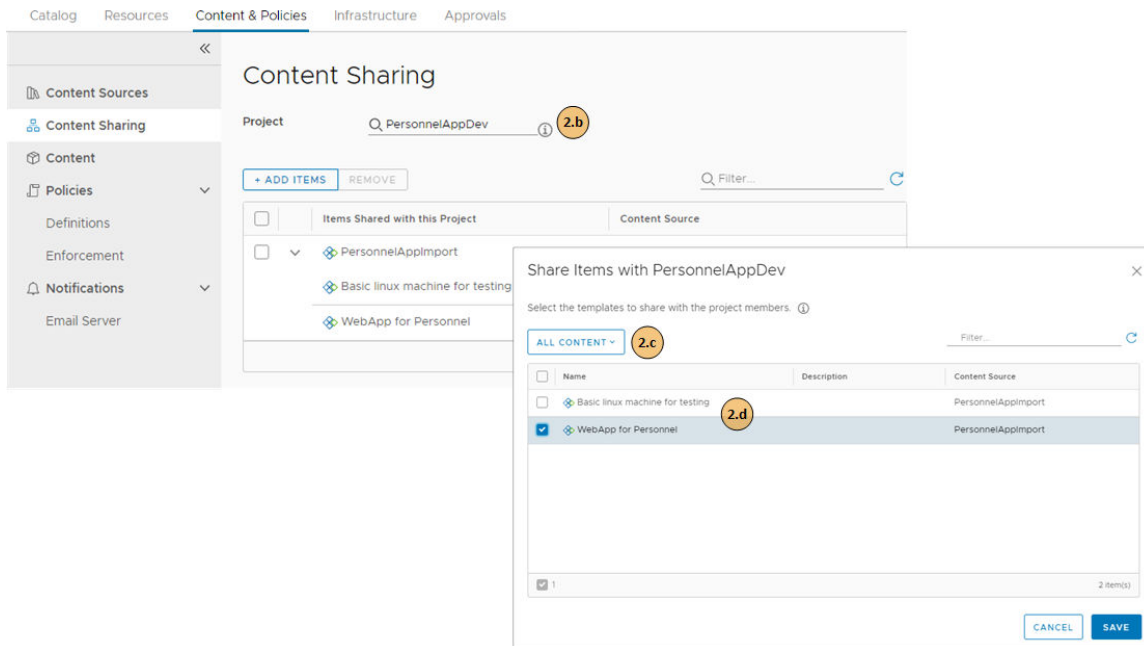 Catalog Resources Content & Policies Infrastructure Approvals
Content Sources
Content Sharing
Content
Policies
Definitions
Enforcement
Notifications
Email Server
Content Sharing
Project PersonnelAppDev 2.b
+ ADD ITEMS REMOVE Filter...
Items Shared with this Project Content Source
PersonnelAppImport
Basic linux machine for testing
WebApp for Personnel
Share Items with PersonnelAppDev
Select the templates to share with the project members.
ALL CONTENT 2.c Filter...
Name Description Content Source
Basic linux machine for testing PersonnelAppImport
2.d
WebApp for Personnel PersonnelAppImport
1 2 item(s)
CANCEL SAVE